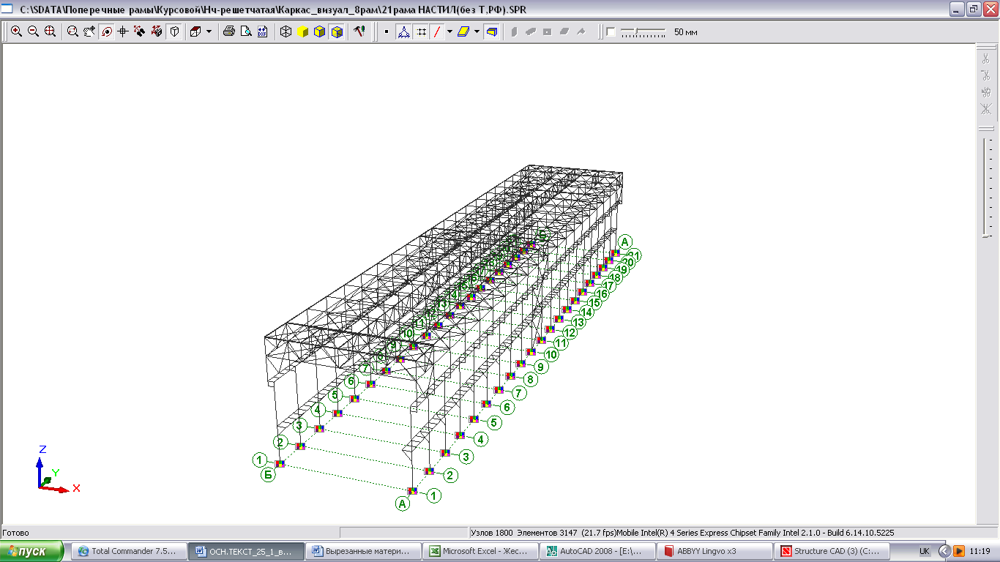 C:\SDATA\Поперечные рамы\Курсовой\Нч-решетчатая\Каркас_визуал_8рам\21рама НАСТИЛ(без Т,РФ).SPR
DXF
50 мм
А
21
20
19
18
17
16
15
14
13
12
11
10
9
8
7
6
5
4
3
2
1
А
13
11
10
9
7
6
5
4
3
2
1
Б
Z
Y
X
Готово
Узлов 1800 Элементов 3147 (21.7 fps)Mobile Intel(R) 4 Series Express Chipset Family Intel 2.1.0 - Build 6.14.10.5225
пуск
Total Commander 7.5...
ОСН.ТЕКСТ_25_1_в...
Вырезанные матери...
Microsoft Excel - Жес...
AutoCAD 2008 - [E:\...
ABBYY Lingvo x3
Structure CAD (3) (C:...
UK
11:19